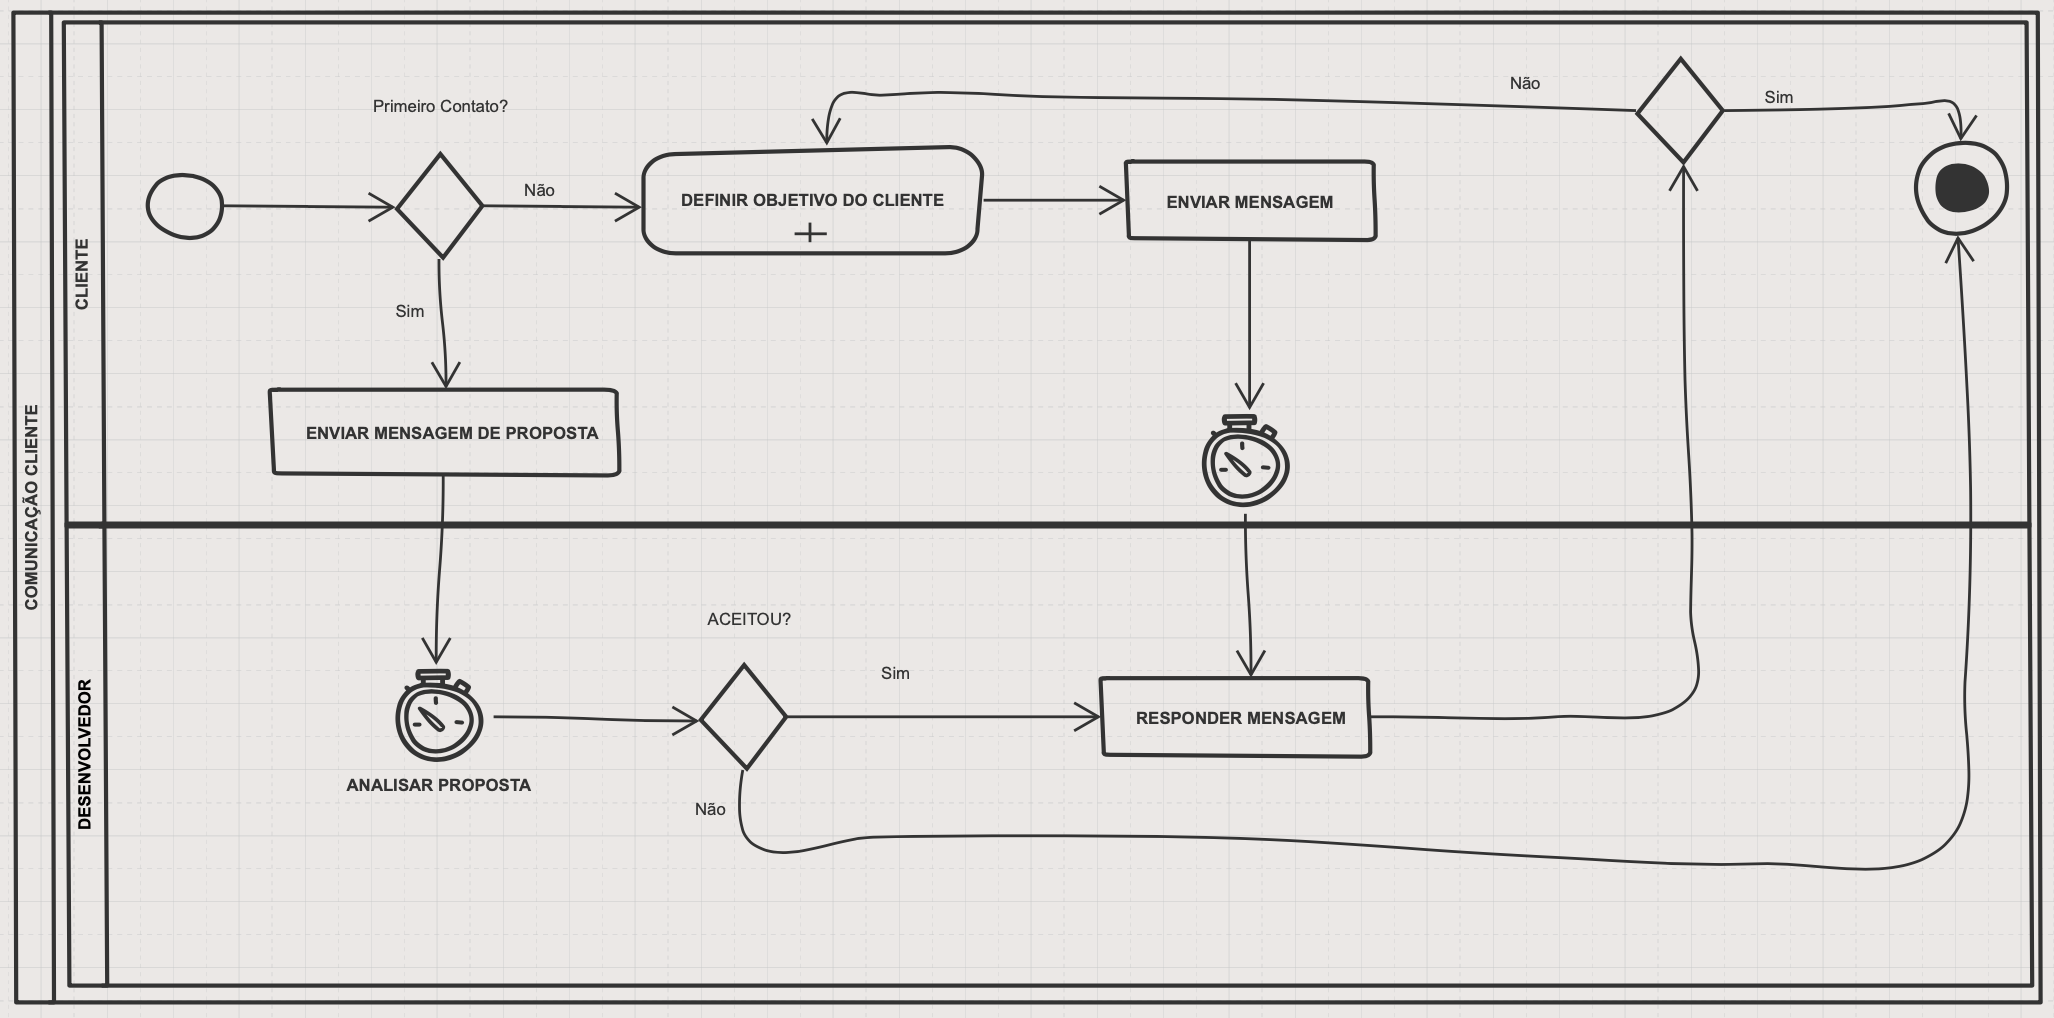 COMUNICAÇÃO CLIENTE
CLIENTE
Primeiro Contato?
Não
Sim
DEFINIR OBJETIVO DO CLIENTE
ENVIAR MENSAGEM
Não
Sim
ENVIAR MENSAGEM DE PROPOSTA
DESENVOLVEDOR
ANALISAR PROPOSTA
ACEITOU?
Sim
Não
RESPONDER MENSAGEM